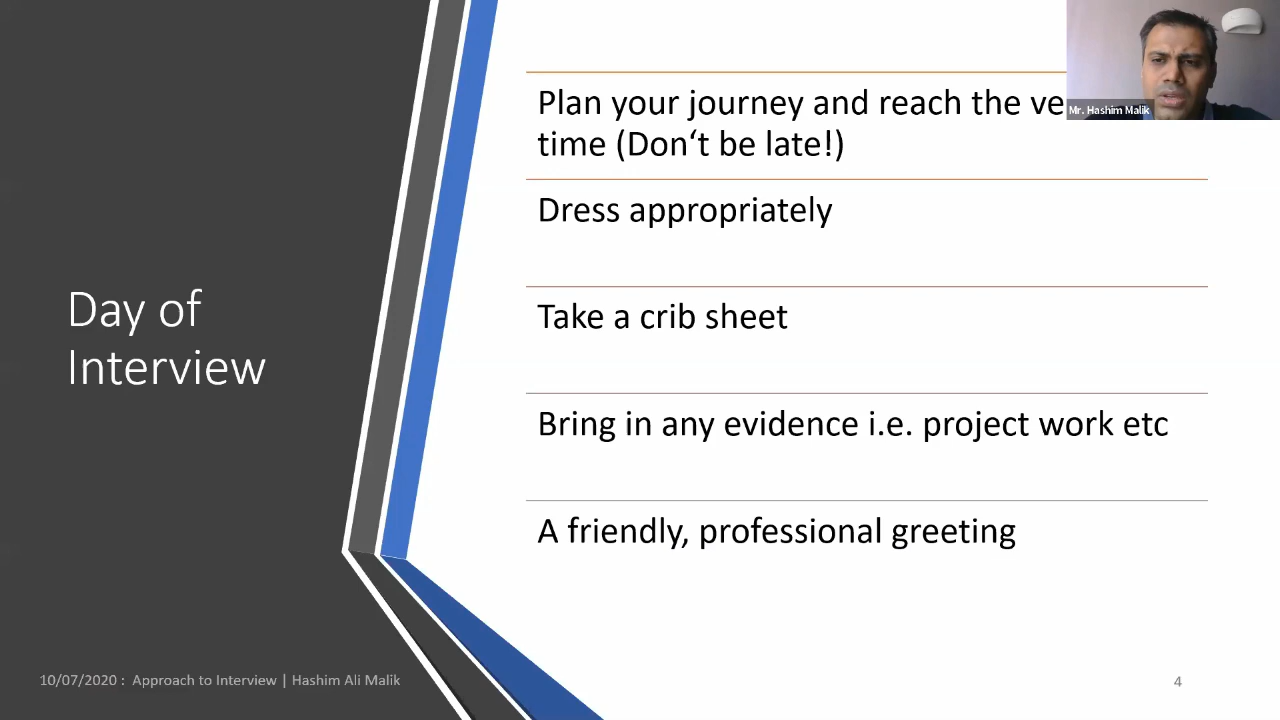 Day of
Interview
Plan your journey and reach the
time (Don‘t be late!)
Dress appropriately
Take a crib sheet
Bring in any evidence i.e. project work etc
A friendly, professional greeting
Mr. Hashim Malik
10/07/2020 : Approach to Interview | Hashim Ali Malik
4